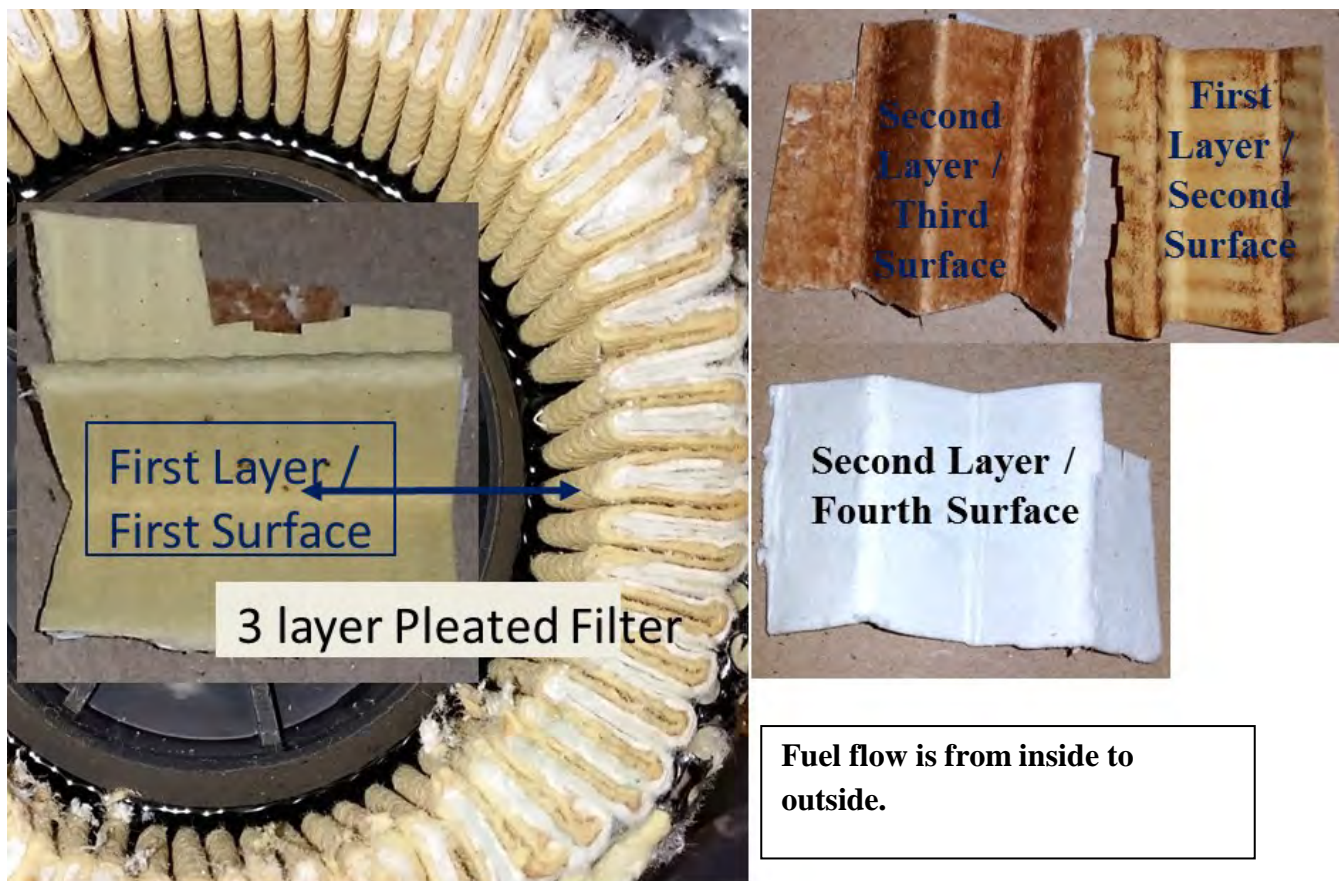 First Layer /
First Surface
3 layer Pleated Filter
Second
Layer /
Third
Surface
First
Layer /
Second
Surface
Second Layer /
Fourth Surface
Fuel flow is from inside to
outside.